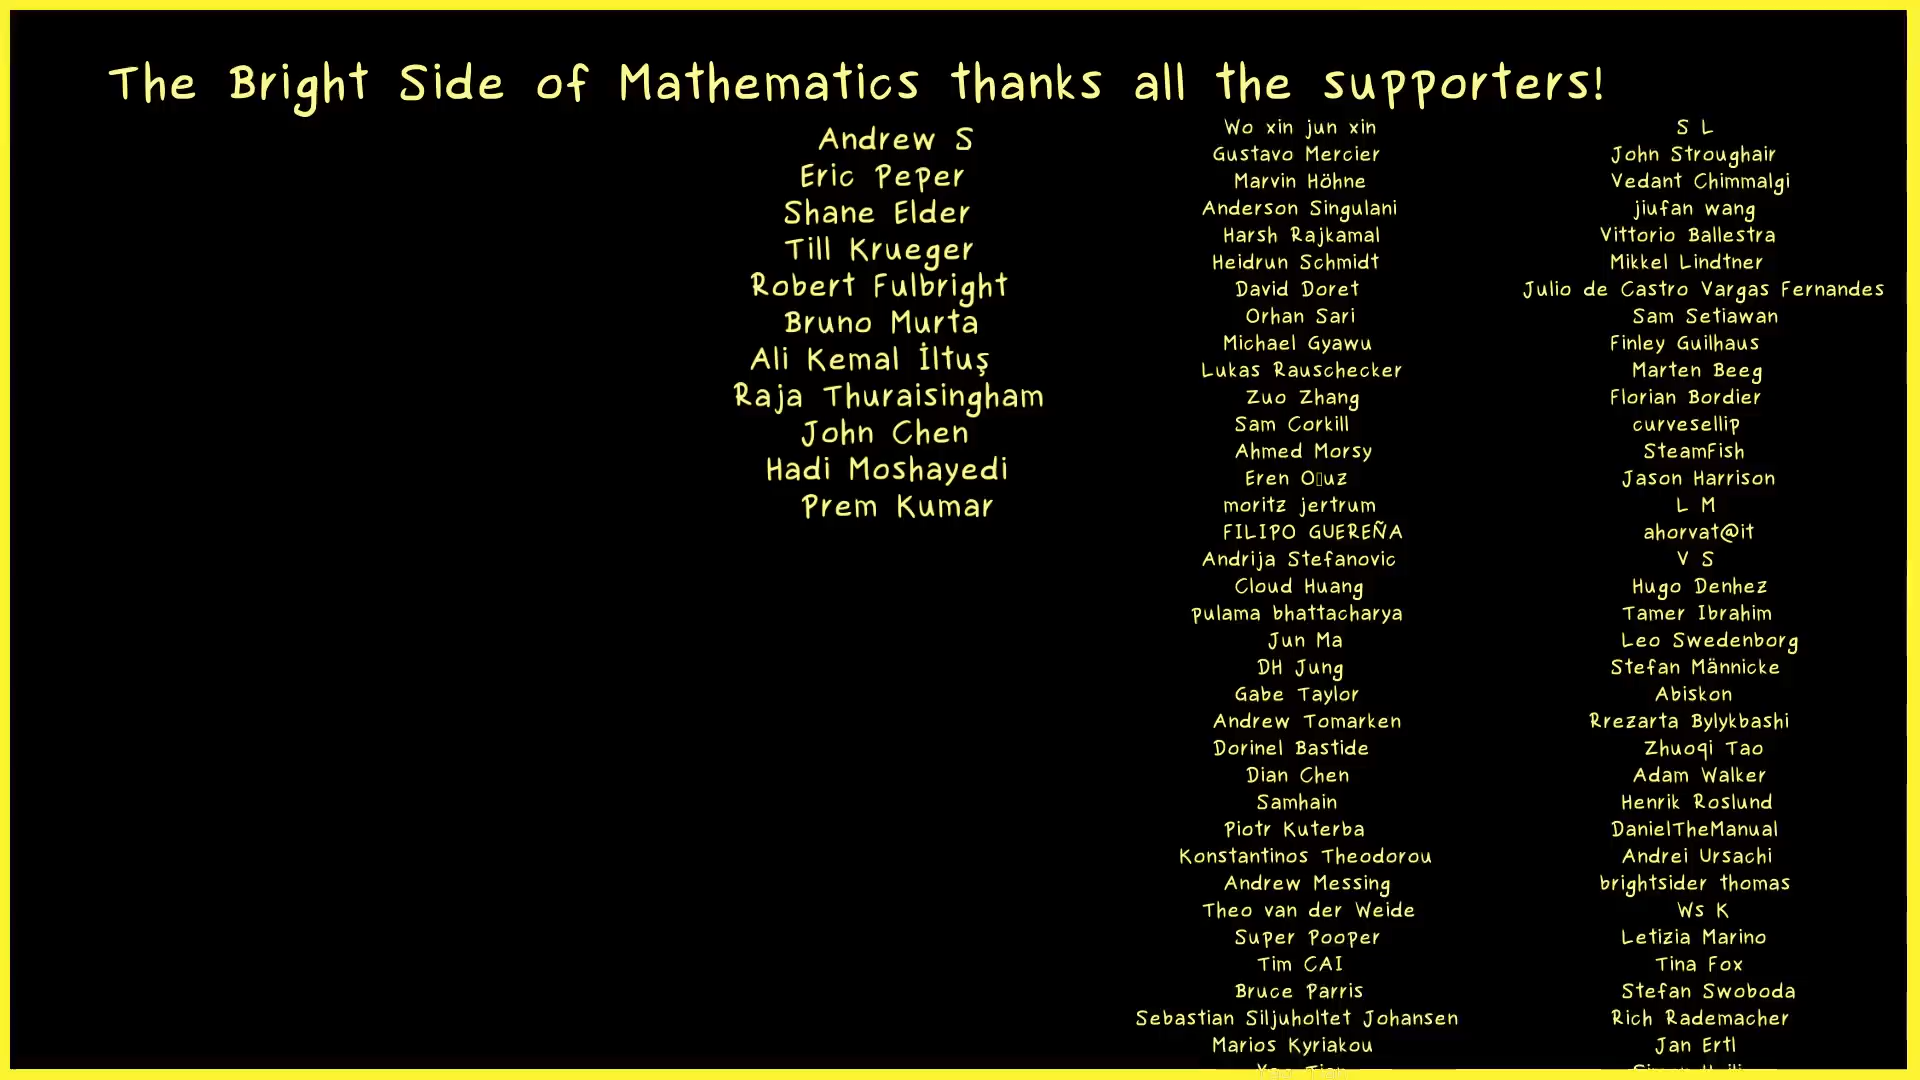 The Bright Side of Mathematics thanks all the supporters!
Andrew S
Eric Peper
Shane Elder
Till Krueger
Robert Fulbright
Bruno Murta
Ali Kemal İltuş
Raja Thuraisingham
John Chen
Hadi Moshayedi
Prem Kumar
Wo xin jun xin
Gustavo Mercier
Marvin Höhne
Anderson Singulani
Harsh Rajkamal
Heidrun Schmidt
David Doret
Orhan Sari
Michael Gyawu
Lukas Rauschecker
Zuo Zhang
Sam Corkill
Ahmed Morsy
Eren O▯uz
moritz jertrum
FILIPO GUEREÑA
Andrija Stefanovic
Cloud Huang
pulama bhattacharya
Jun Ma
DH Jung
Gabe Taylor
Andrew Tomarken
Dorinel Bastide
Dian Chen
Samhain
Piotr Kuterba
Konstantinos Theodorou
Andrew Messing
Theo van der Weide
Super Pooper
Tim CAI
Bruce Parris
Sebastian Siljuholtet Johansen
Marios Kyriakou
S L
John Stroughair
Vedant Chimmalgi
jiufan wang
Vittorio Ballestra
Mikkel Lindtner
Julio de Castro Vargas Fernandes
Sam Setiawan
Finley Guilhaus
Marten Beeg
Florian Bordier
curvesellip
SteamFish
Jason Harrison
L M
ahorvat@it
V S
Hugo Denhez
Tamer Ibrahim
Leo Swedenborg
Stefan Männicke
Abiskon
Rrezarta Bylykbashi
Zhuoqi Tao
Adam Walker
Henrik Roslund
DanielTheManual
Andrei Ursachi
brightsider thomas
Ws K
Letizia Marino
Tina Fox
Stefan Swoboda
Rich Rademacher
Jan Ertl